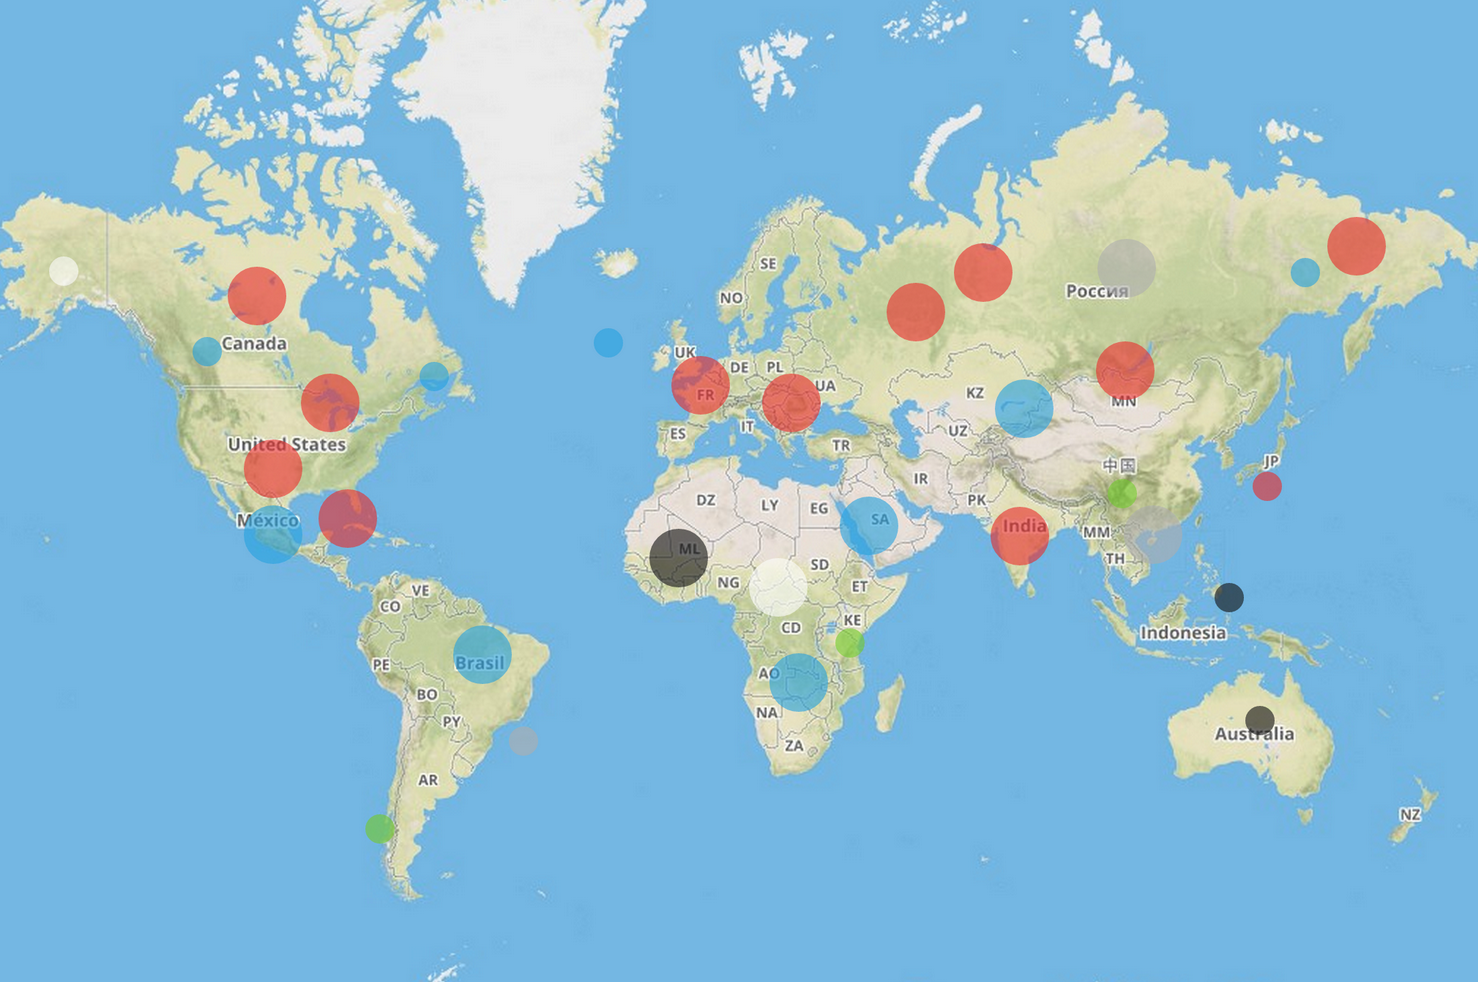 SE
NO
Россия
Canada
UK
DE
PL
UA
FR
KZ
MN
IT
ES
United States
TR
UZ
中国
JP
IR
PK
DZ
LY
EG
SA
México
India
MM
ML
SD
TH
NG
ET
VE
CO
KE
CD
Indonesia
PE
Brasil
AO
BO
NA
PY
Australia
ZA
AR
NZ